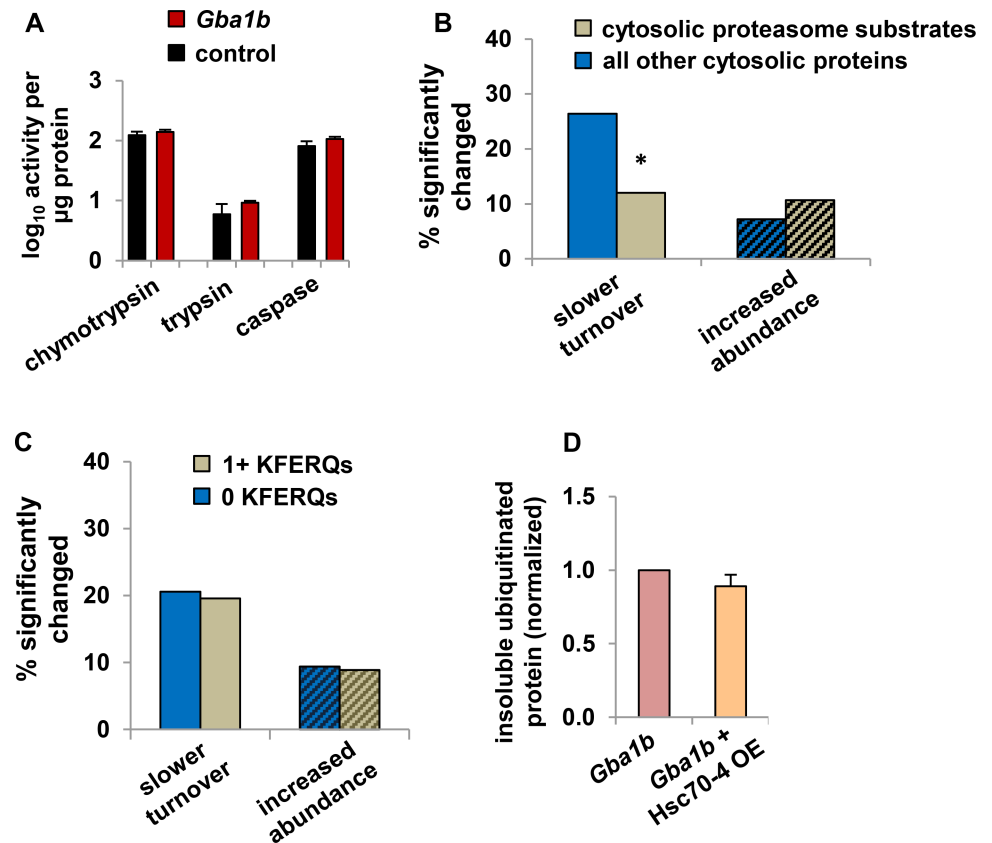 A
Gba1b
control
log10 activity per
µg protein
3
2
1
0
chymotrypsin
trypsin
caspase
B
cytosolic proteasome substrates
all other cytosolic proteins
% significantly
changed
40
30
20
10
0
*
slower
turnover
increased
abundance
C
1+ KFERQs
0 KFERQs
% significantly
changed
40
30
20
10
0
slower
turnover
increased
abundance
D
insoluble ubiquitinated
protein (normalized)
1.5
1.0
0.5
0.0
Gba1b
Gba1b +
Hsc70-4 OE